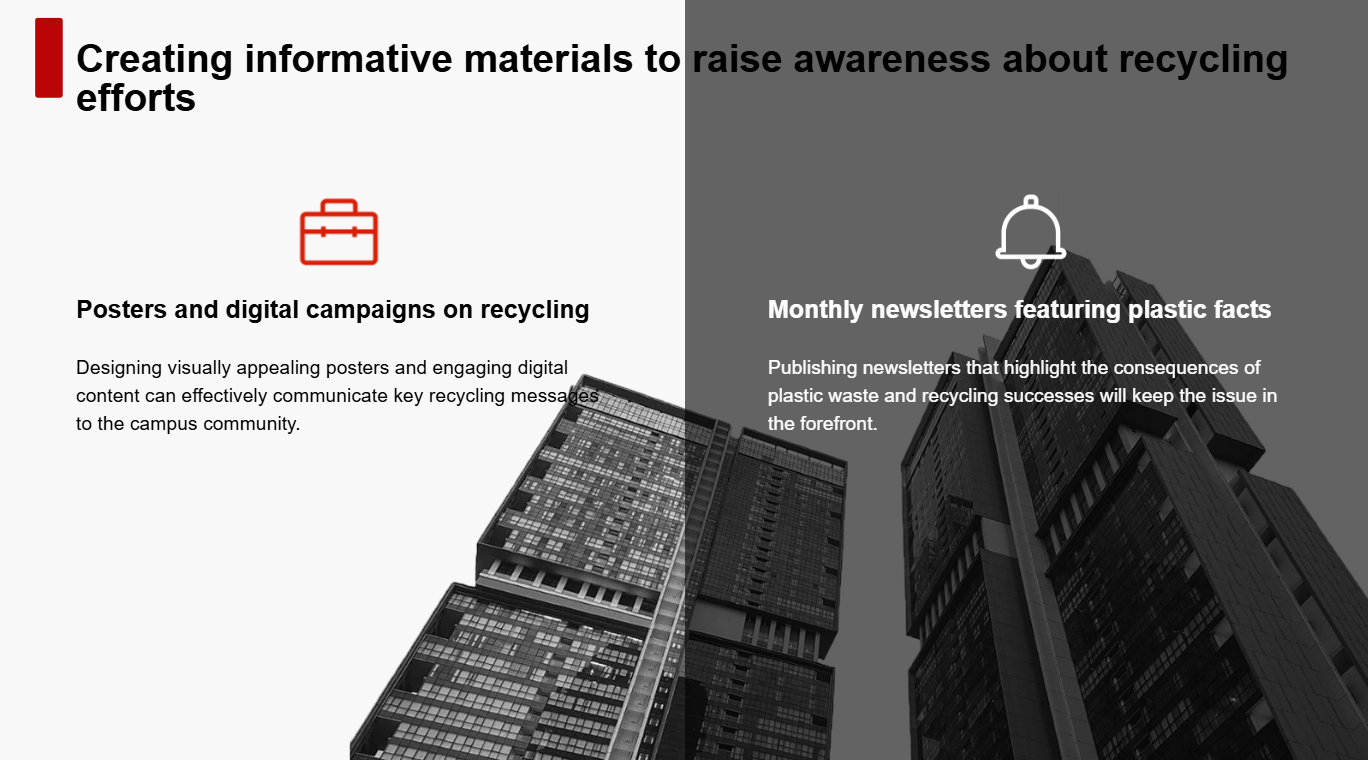 Creating informative materials to raise awareness about recycling
efforts
Posters and digital campaigns on recycling
Designing visually appealing posters and engaging digital
content can effectively communicate key recycling messages
to the campus community.
Monthly newsletters featuring plastic facts
Publishing newsletters that highlight the consequences of
plastic waste and recycling successes will keep the issue in
the forefront.